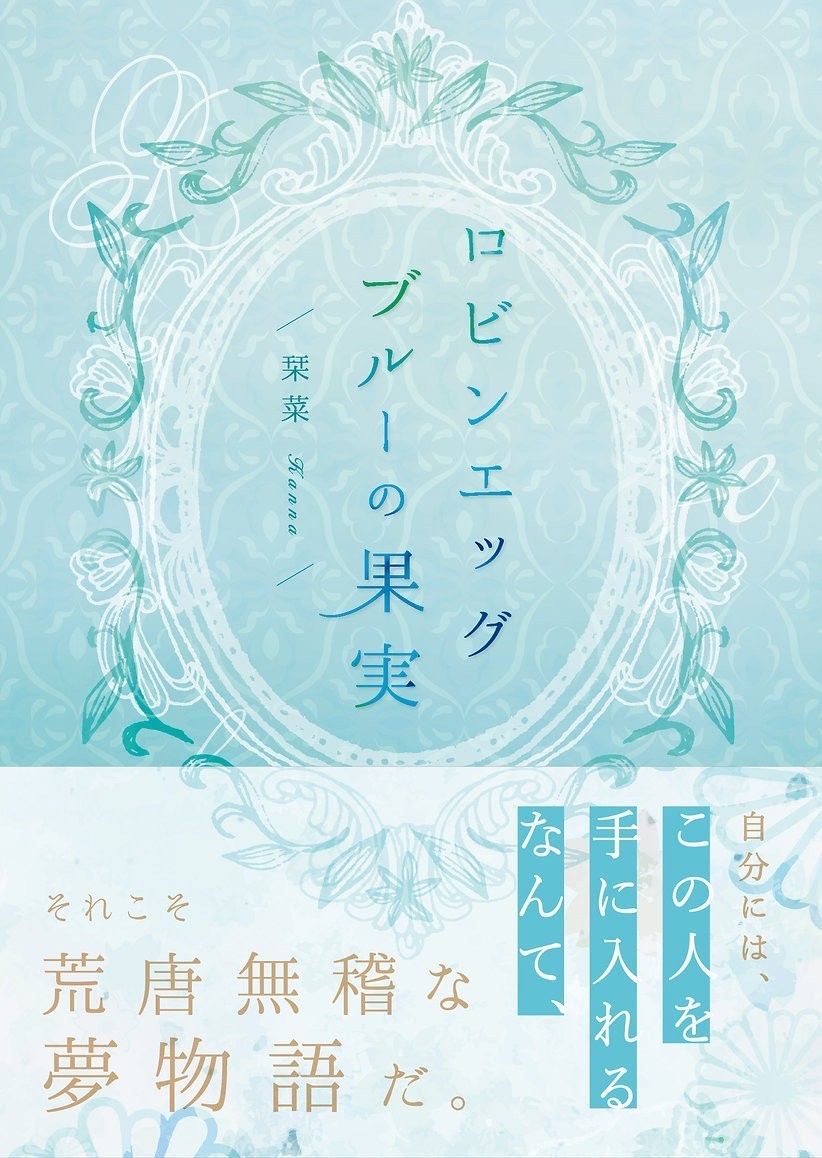 ロビンエッグ
ブルーの果実
栞菜 Kanna
自分には、
この人を
手に入れる
なんて、
それこそ
荒唐無稽な
夢物語だ。